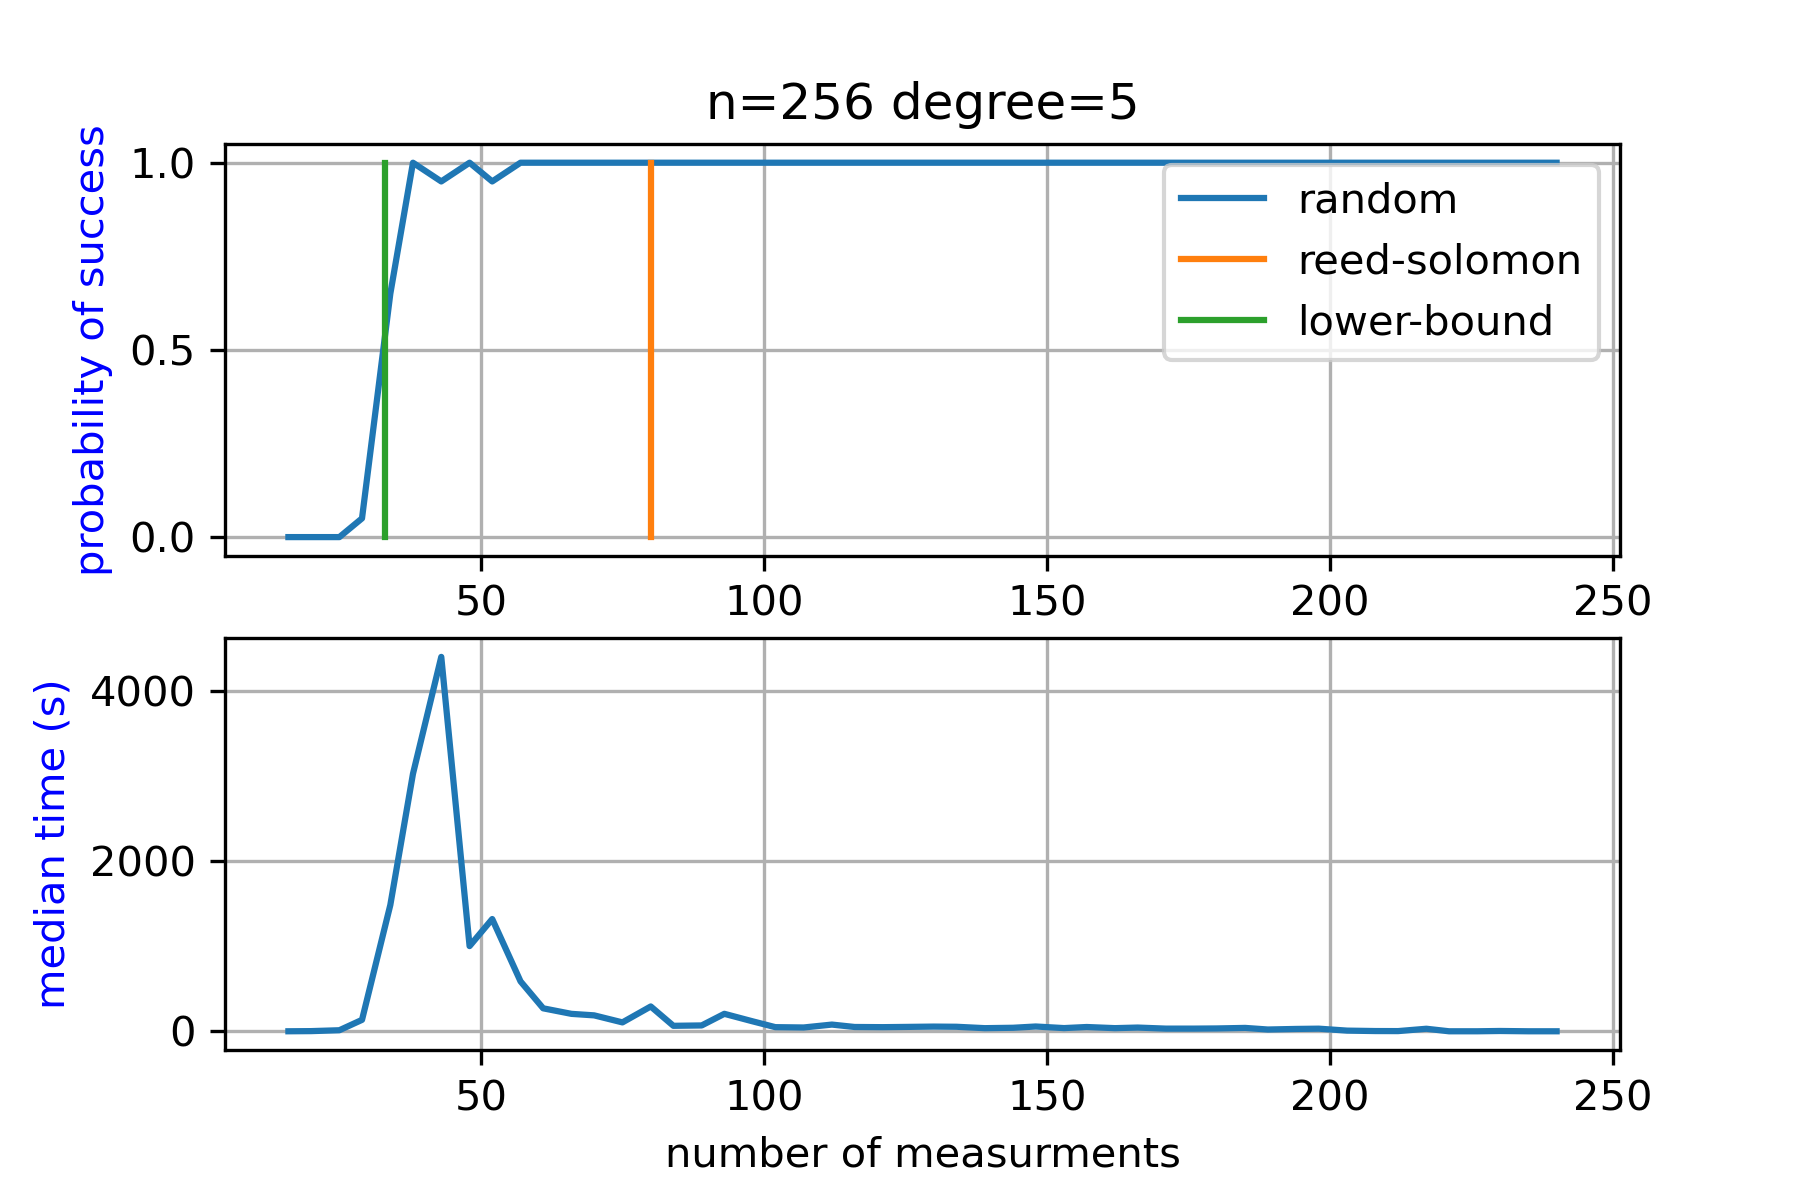 n=256 degree=5
probability of success
1.0
0.5
0.0
random
reed-solomon
lower-bound
50 100 150 200 250
median time (s)
4000
2000
0
50 100 150 200 250
number of measurments